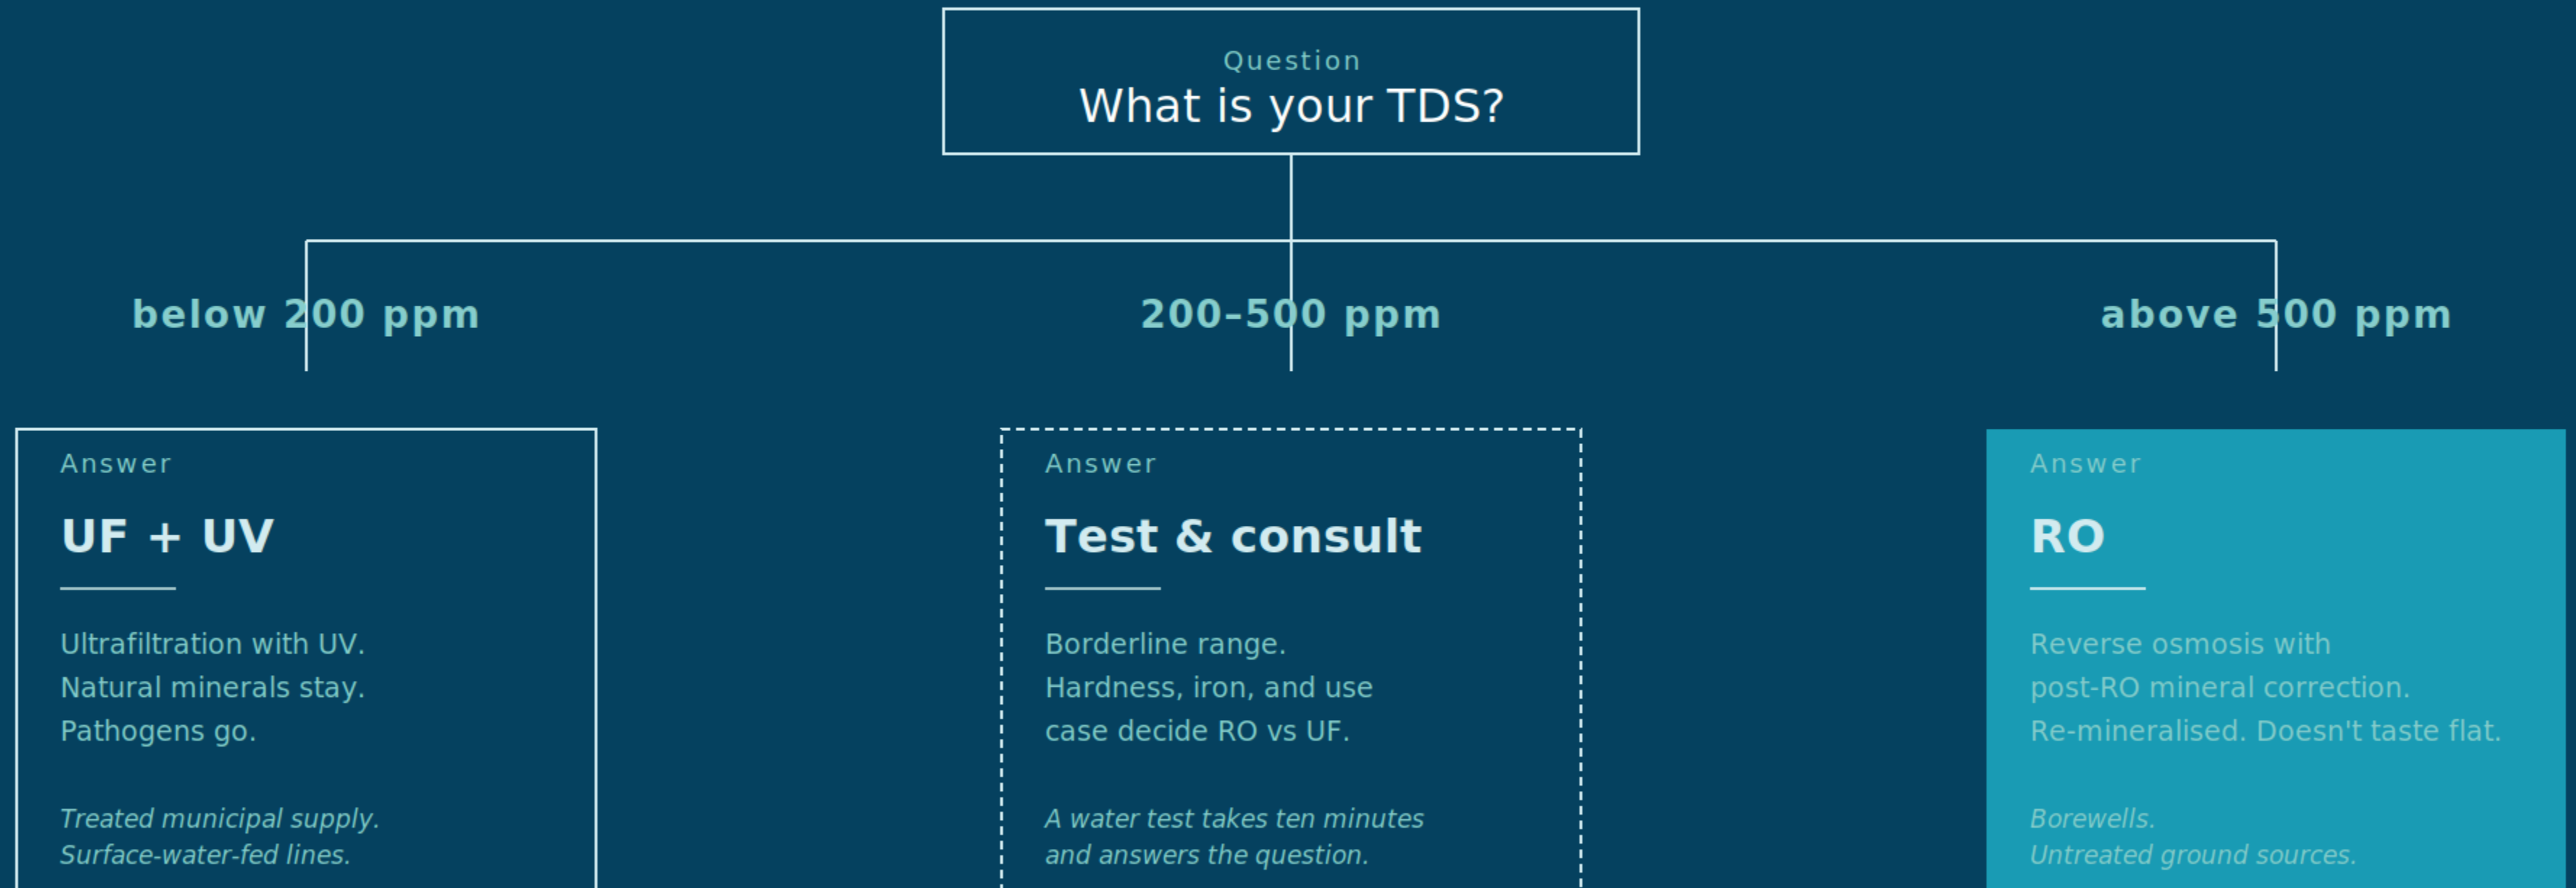 Question
What is your TDS?
below 200 ppm
200–500 ppm
above 500 ppm
Answer
UF + UV
Ultrafiltration with UV.
Natural minerals stay.
Pathogens go.
Treated municipal supply.
Surface-water-fed lines.
Answer
Test & consult
Borderline range.
Hardness, iron, and use
case decide RO vs UF.
A water test takes ten minutes
and answers the question.
Answer
RO
Reverse osmosis with
post-RO mineral correction.
Re-mineralised. Doesn't taste flat.
Borewells.
Untreated ground sources.